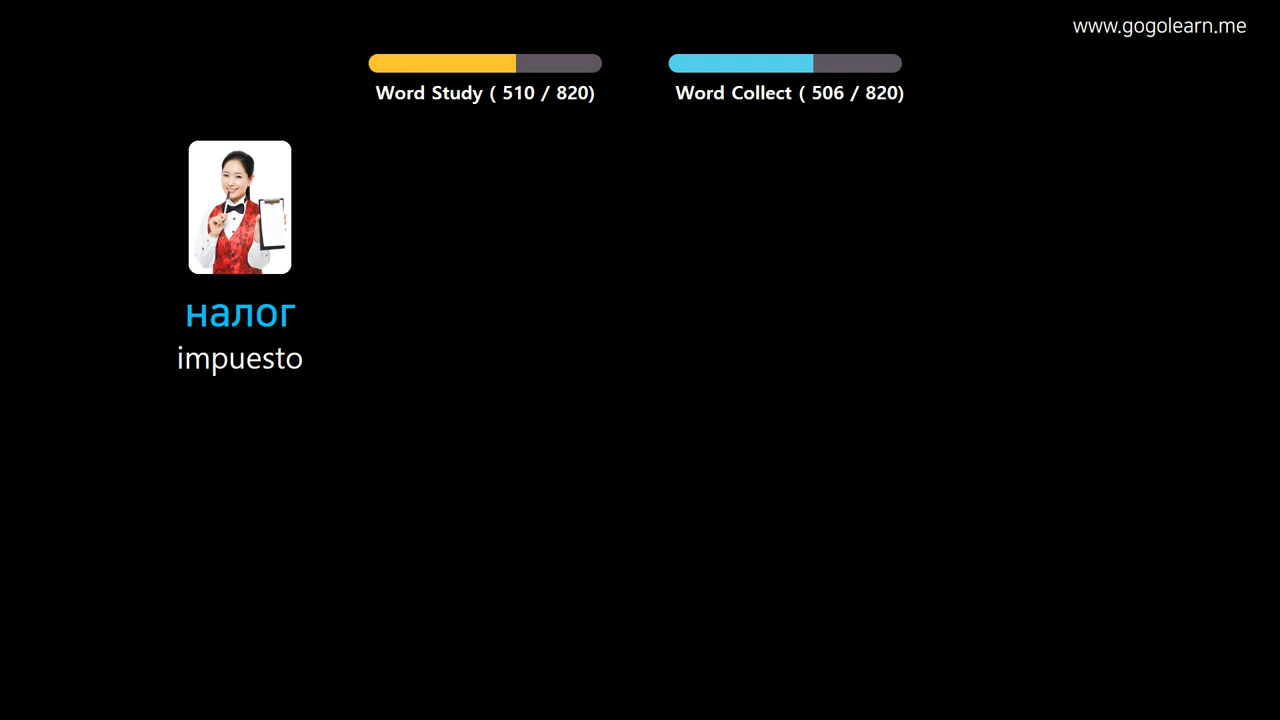 www.gogolearn.me
Word Study ( 510 / 820)
Word Collect ( 506 / 820)
налог
impuesto